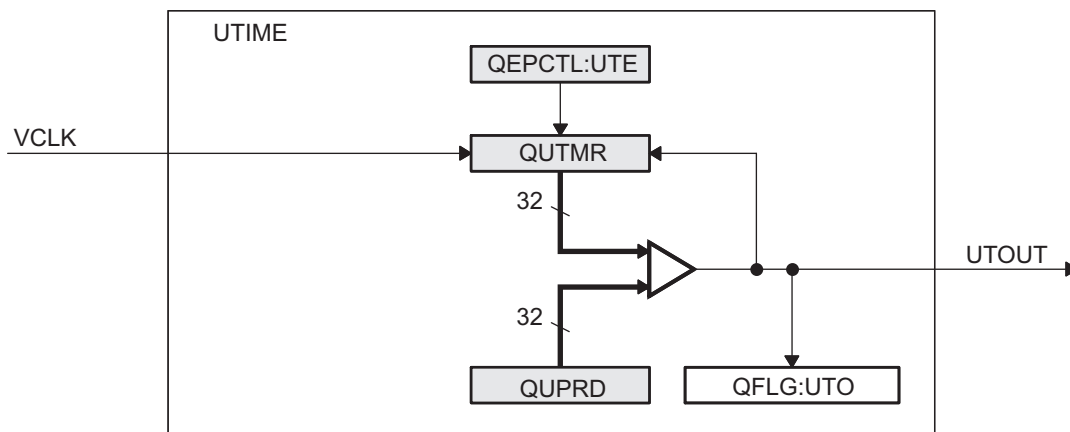 UTIME
QEPCTL:UTE
VCLK
QUTMR
32
UTOUT
32
QUPRD
QFLG:UTO